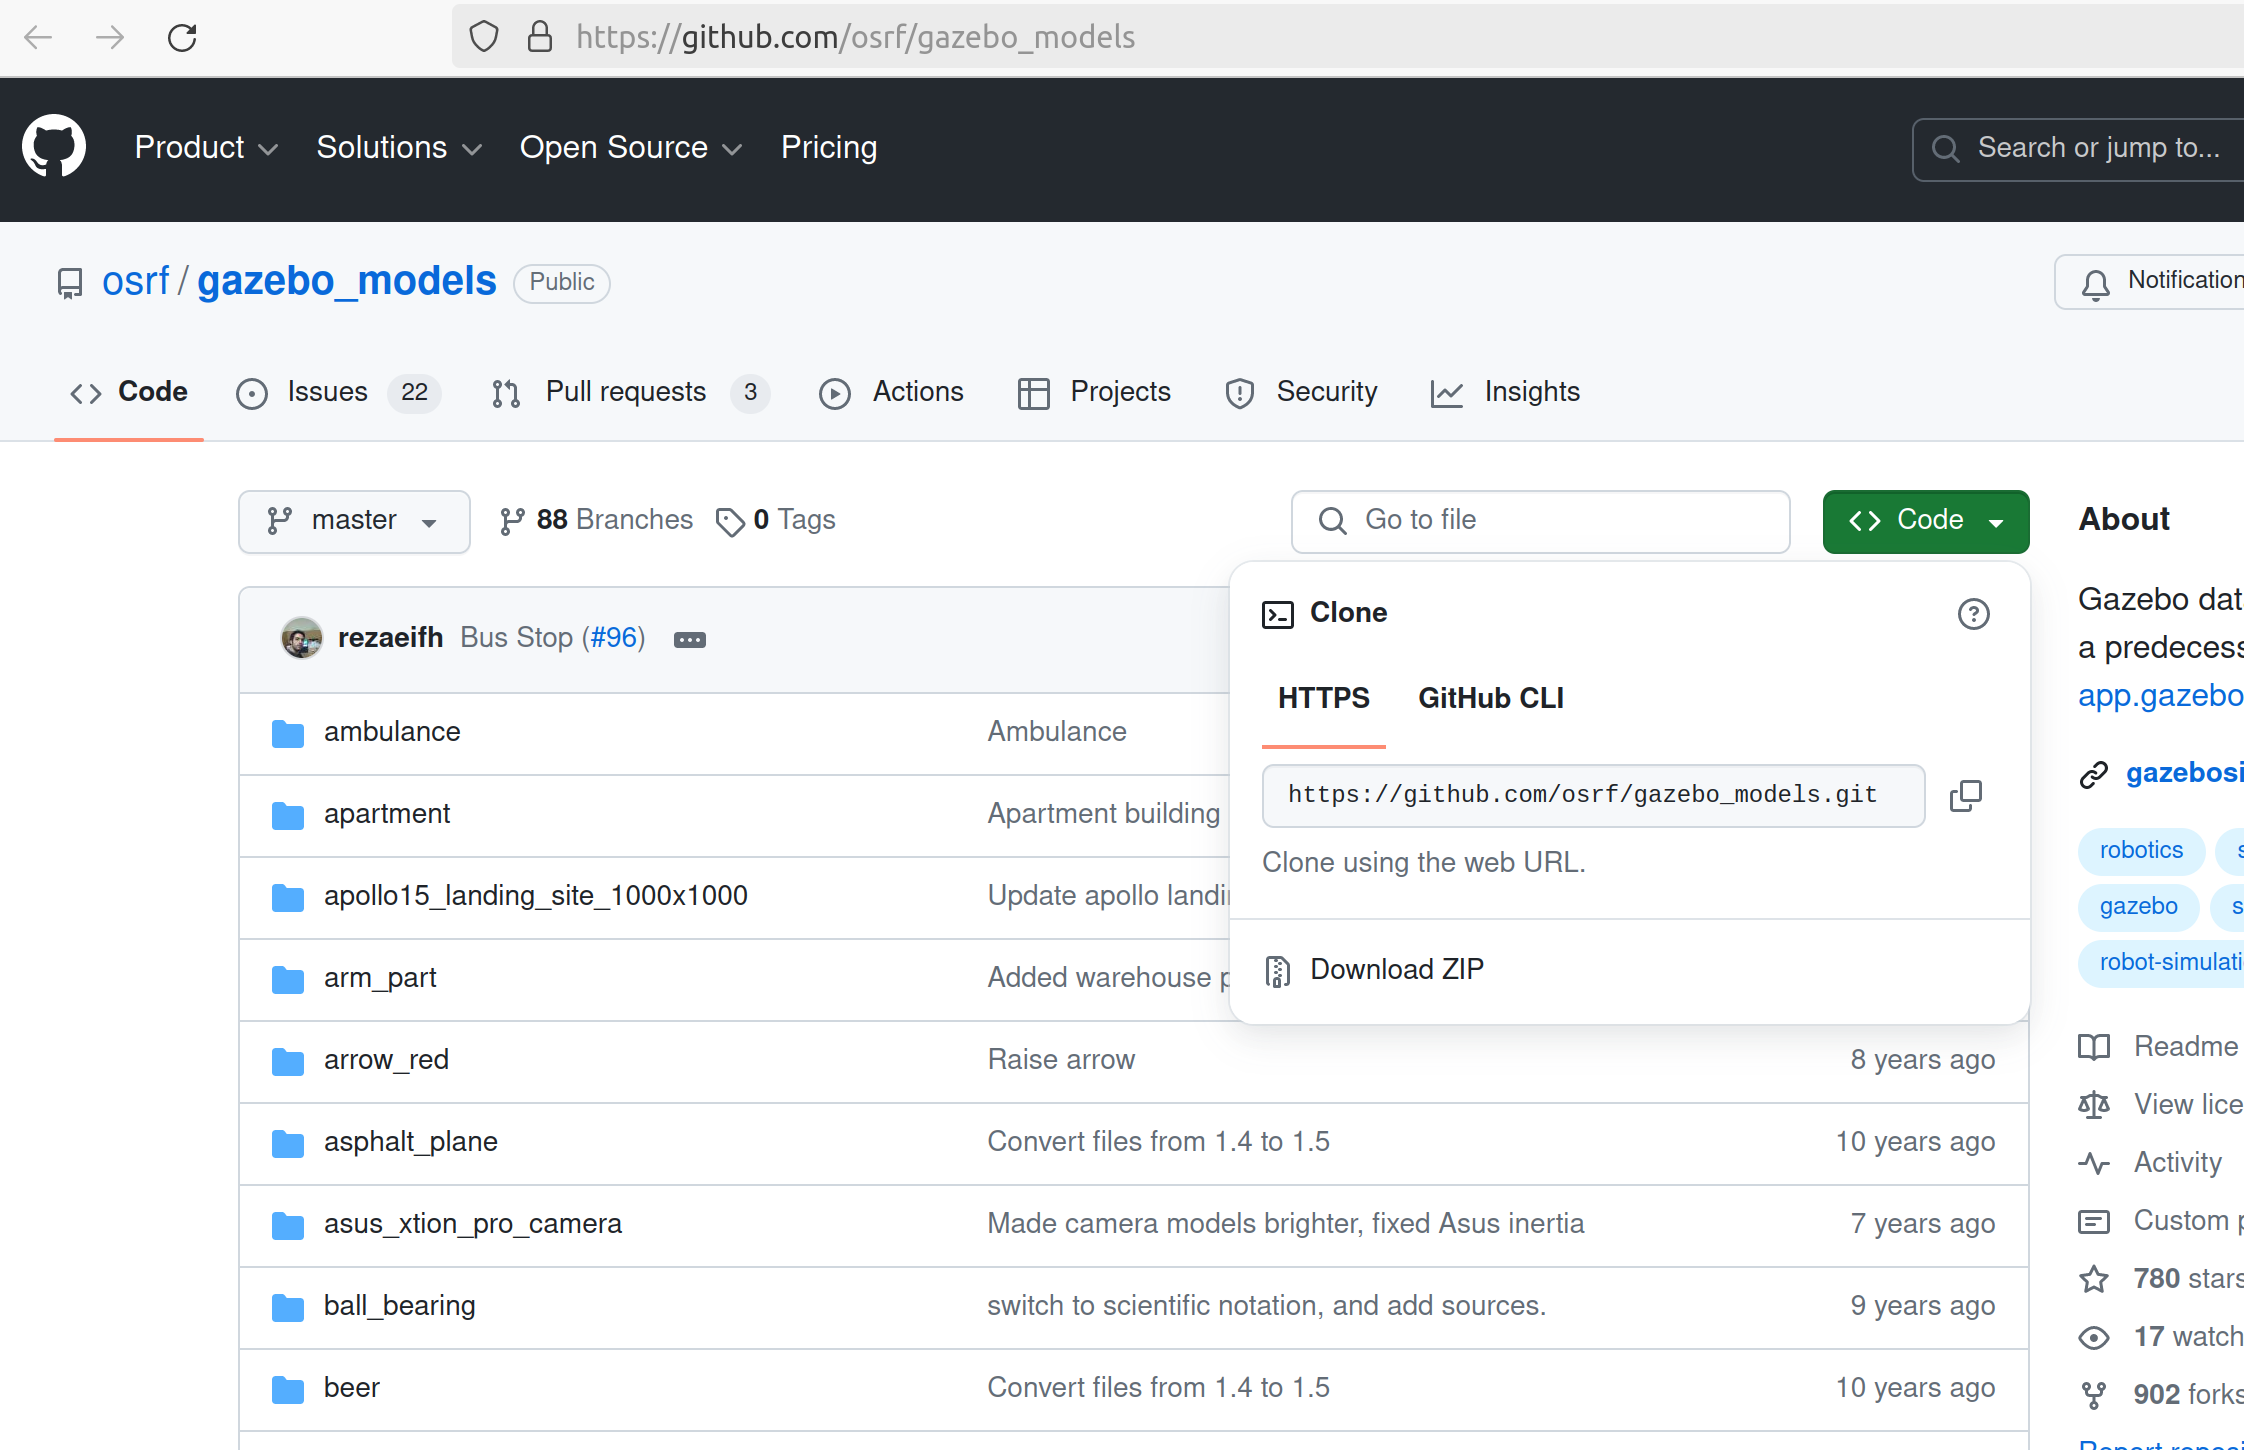 https://github.com/osrf/gazebo_models
Product Solutions Open Source Pricing
Search or jump to...
osrf / gazebo_models Public
Notification
Code Issues 22 Pull requests 3 Actions Projects Security Insights
master 88 Branches 0 Tags
Go to file
Code
About
Clone
HTTPS GitHub CLI
https://github.com/osrf/gazebo_models.git
Clone using the web URL.
Download ZIP
rezaeifh Bus Stop (#96)
ambulance Ambulance
apartment Apartment building
apollo15_landing_site_1000x1000 Update apollo
arm_part Added warehouse
arrow_red Raise arrow 8 years ago
asphalt_plane Convert files from 1.4 to 1.5 10 years ago
asus_xtion_pro_camera Made camera models brighter, fixed Asus inertia 7 years ago
ball_bearing switch to scientific notation, and add sources. 9 years ago
beer Convert files from 1.4 to 1.5 10 years ago
Gazebo dat
a predecess
app.gazebo
gazebosi
robotics
gazebo
robot-simulati
Readme
View lice
Activity
Custom
780 stars
17 watch
902 forks